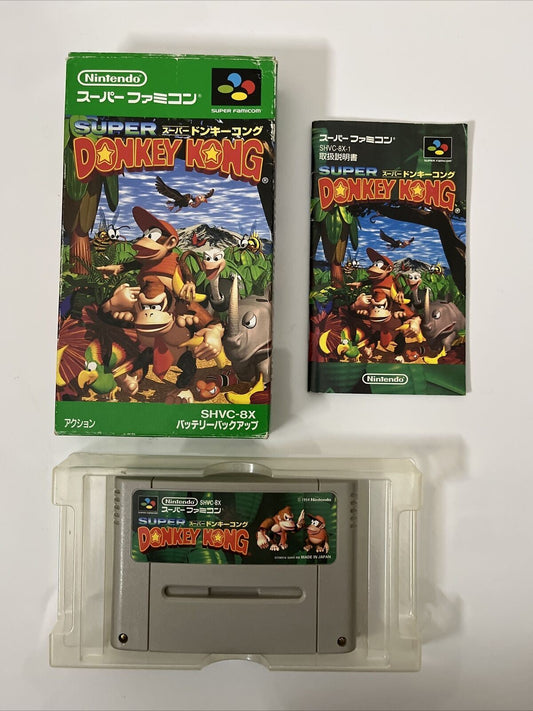 Nintendo
スーパーファミコン®
SUPER FAMICOM
SUPER スーパードンキーコング
DONKEY KONG®
SHVC-8X
アクション
バッテリーバックアップ
スーパーファミコン®
SHVC-8X-1
取扱説明書
SUPER FAMICOM
SUPER スーパードンキーコング
DONKEY KONG®
Nintendo
Nintendo SHVC-8X
スーパーファミコン
SUPER スーパードンキーコング
DONKEY KONG
©1994 Nintendo
MADE IN JAPAN